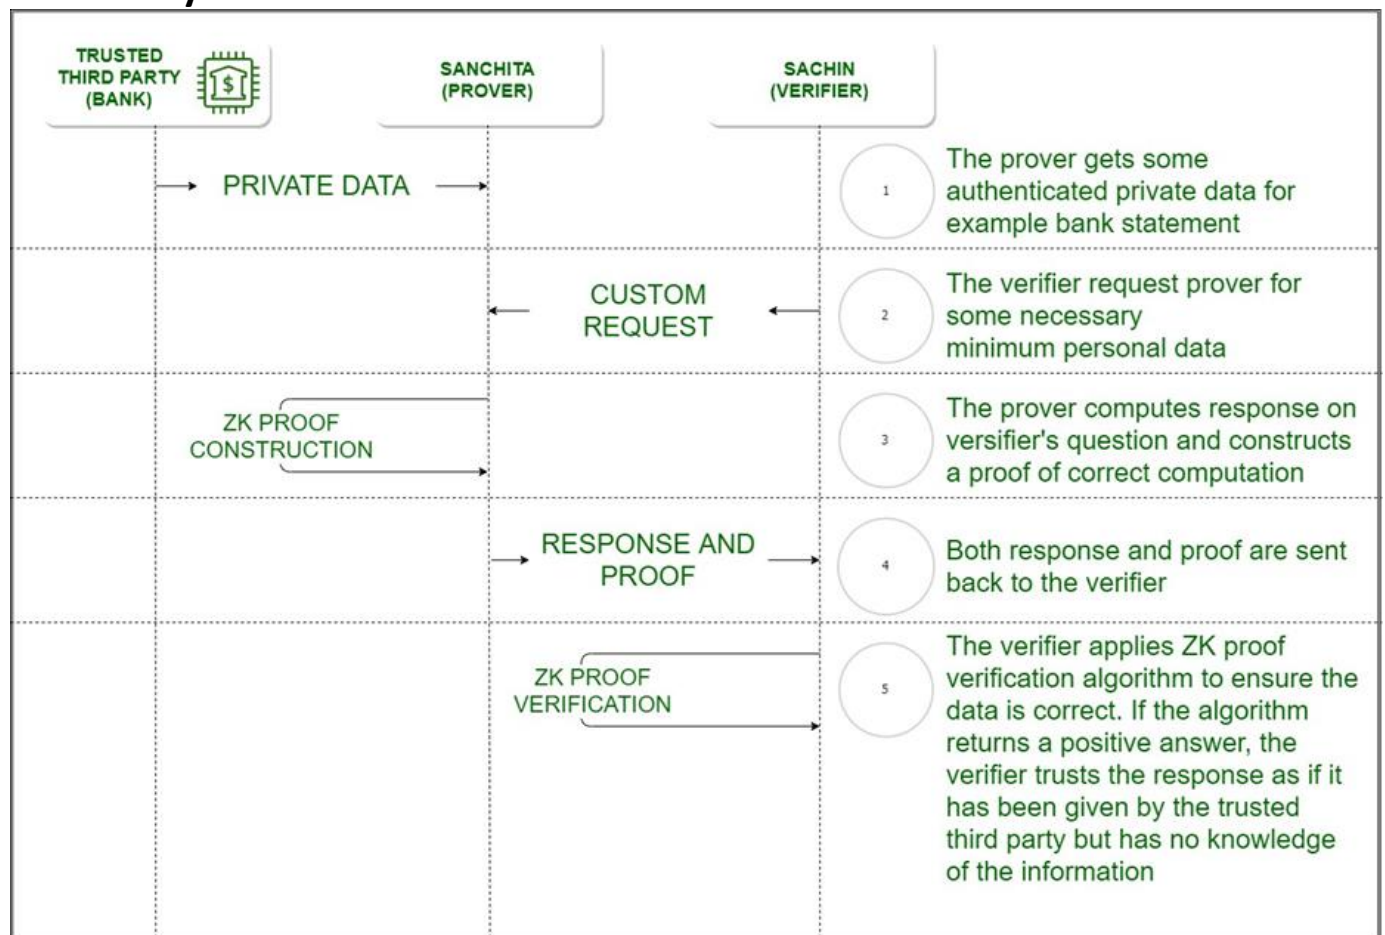 TRUSTED
THIRD PARTY
(BANK)
$
SANCHITA
(PROVER)
SACHIN
(VERIFIER)
PRIVATE DATA
1
The prover gets some
authenticated private data for
example bank statement
CUSTOM
REQUEST
2
The verifier request prover for
some necessary
minimum personal data
ZK PROOF
CONSTRUCTION
3
The prover computes response on
versifier's question and constructs
a proof of correct computation
RESPONSE AND
PROOF
4
Both response and proof are sent
back to the verifier
ZK PROOF
VERIFICATION
5
The verifier applies ZK proof
verification algorithm to ensure the
data is correct. If the algorithm
returns a positive answer, the
verifier trusts the response as if it
has been given by the trusted
third party but has no knowledge
of the information